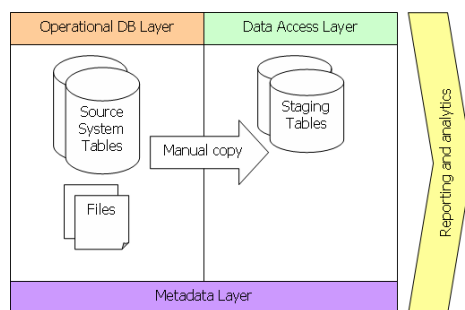 Operational DB Layer
Data Access Layer
Source
System
Tables
Staging
Tables
Manual copy
Files
Metadata Layer
Reporting and analytics